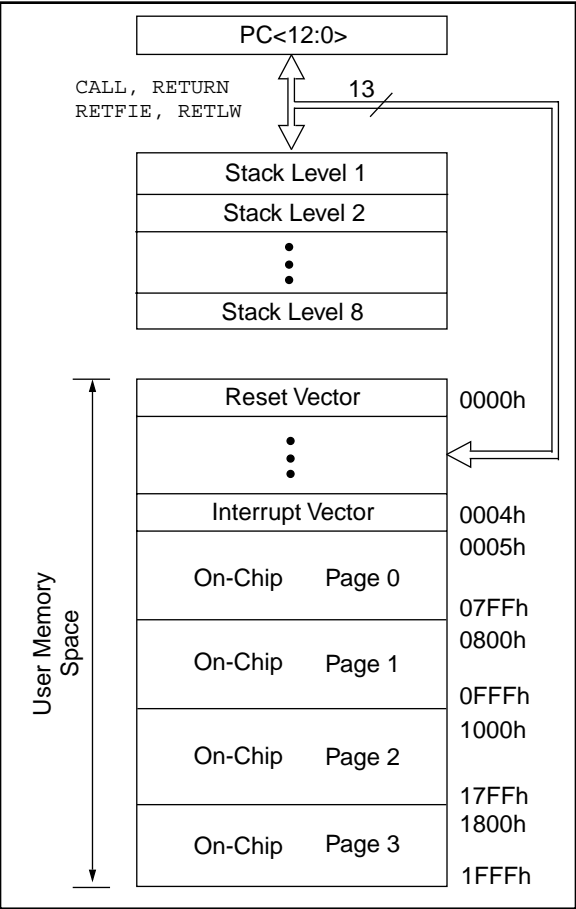 PC<12:0>
CALL, RETURN
RETFIE, RETLW
13
Stack Level 1
Stack Level 2
Stack Level 8
User Memory
Space
Reset Vector
0000h
Interrupt Vector
0004h
0005h
On-Chip Page 0
07FFh
0800h
On-Chip Page 1
0FFFh
1000h
On-Chip Page 2
17FFh
1800h
On-Chip Page 3
1FFFh